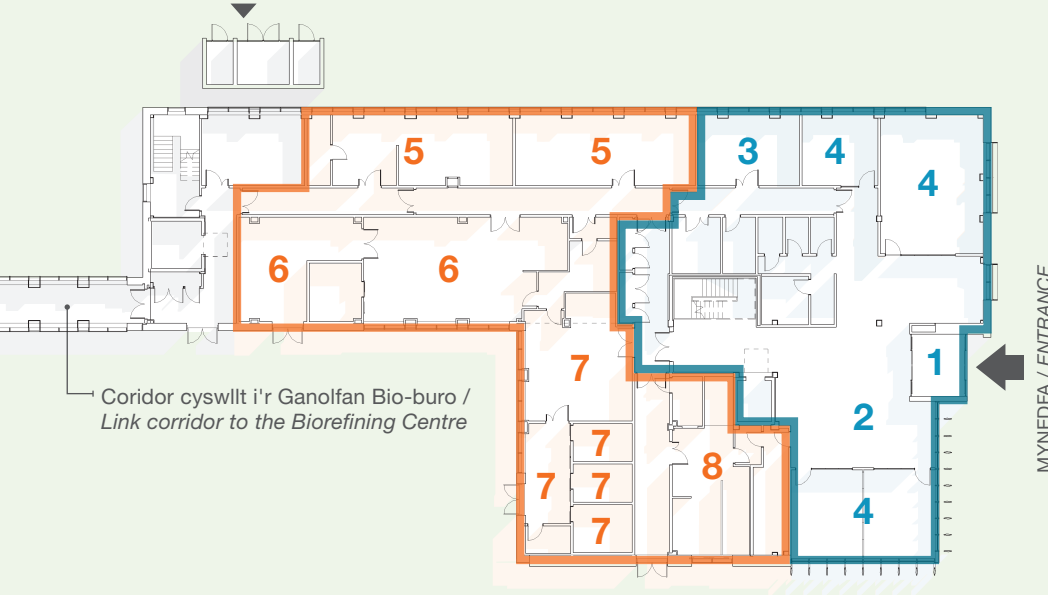 5 5 3 4 4
6 6
7 1
Coridor cyswllt i'r Ganolfan Bio-buro /
Link corridor to the Biorefining Centre
MYNEDFA / ENTRANCE
2
7 8
7 7 4
7